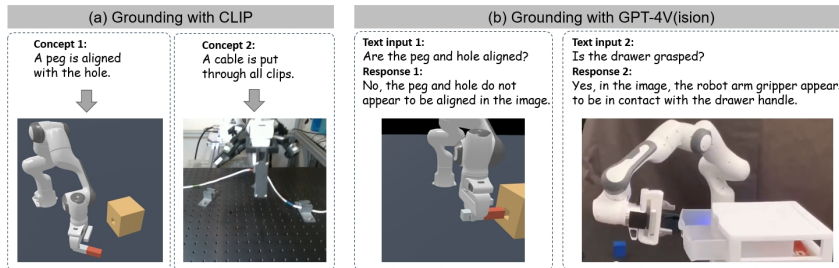 (a) Grounding with CLIP
Concept 1:
A peg is aligned
with the hole.
Concept 2:
A cable is put
through all clips.
(b) Grounding with GPT-4V(ision)
Text input 1:
Are the peg and hole aligned?
Response 1:
No, the peg and hole do not
appear to be aligned in the image.
Text input 2:
Is the drawer grasped?
Response 2:
Yes, in the image, the robot arm gripper appears
to be in contact with the drawer handle.